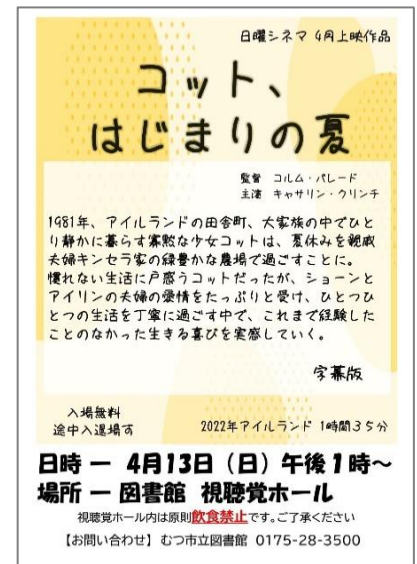 日曜シネマ 4月上映作品
コット、
はじまりの夏
監督 コルム・バレード
主演 キャサリン・クリンチ
1981年、アイルランドの田舎町、大家族の中でひと
り静かに暮らす寡黙な少女コットは、夏休みを親戚
夫婦キンセラ家の緑豊かな農場で過ごすことに。
慣れない生活に戸惑うコットだったが、ショーンと
アイリンの夫婦の愛情をたっぷりと受け、ひとつひ
とつの生活を丁寧に過ごす中で、これまで経験した
ことのなかった生きる喜びを実感していく。
字幕版
入場無料
途中入退場可
2022年アイルランド 1時間35分
日時 ー 4月13日(日)午後1時~
場所 ー 図書館 視聴覚ホール
視聴覚ホール内は原則飲食禁止です。ご了承ください
【お問い合わせ】 むつ市立図書館 0175-28-3500